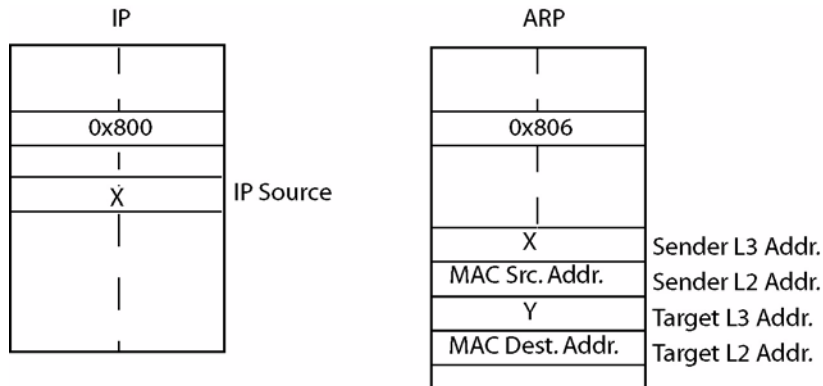 IP
0x800
X
IP Source
ARP
0x806
X
Sender L3 Addr.
MAC Src. Addr.
Sender L2 Addr.
Y
Target L3 Addr.
MAC Dest. Addr.
Target L2 Addr.